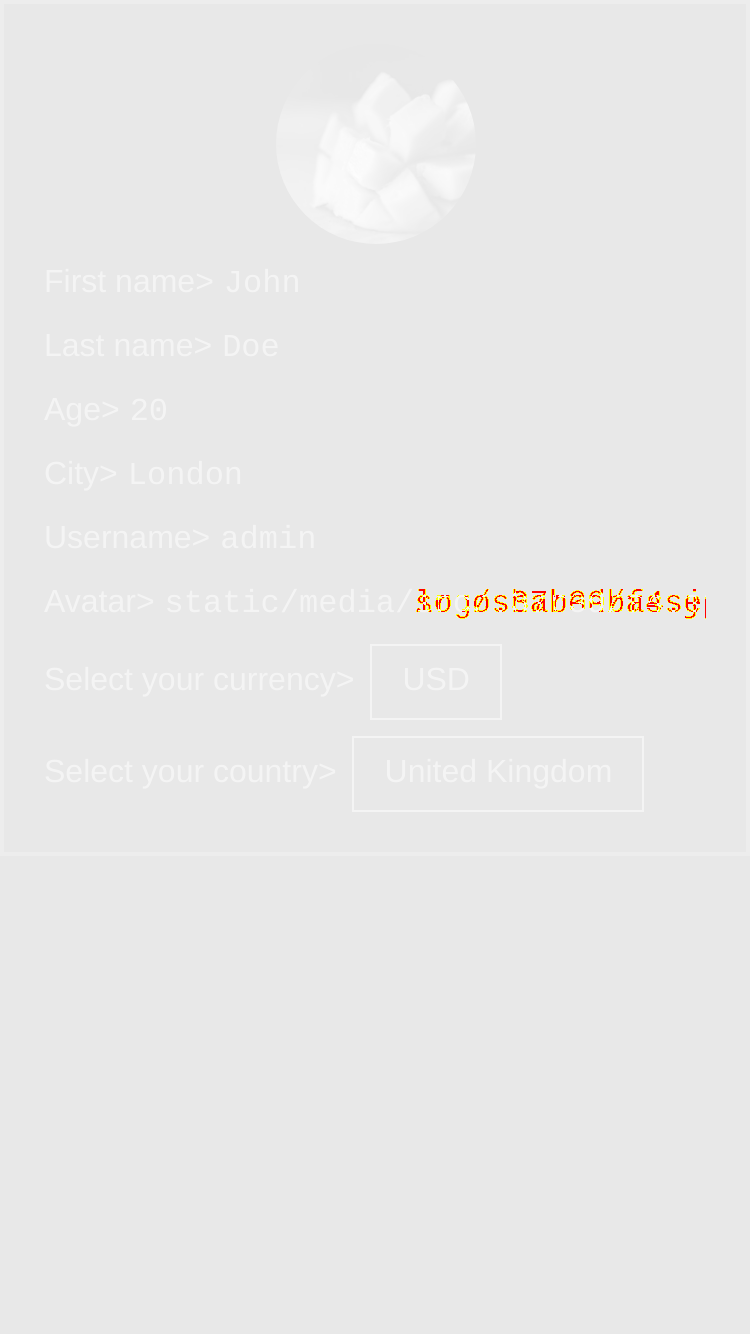 First name> John
Last name> Doe
Age> 20
City> London
Username> admin
Avatar> static/media/
Select your currency> USD
Select your country> United Kingdom